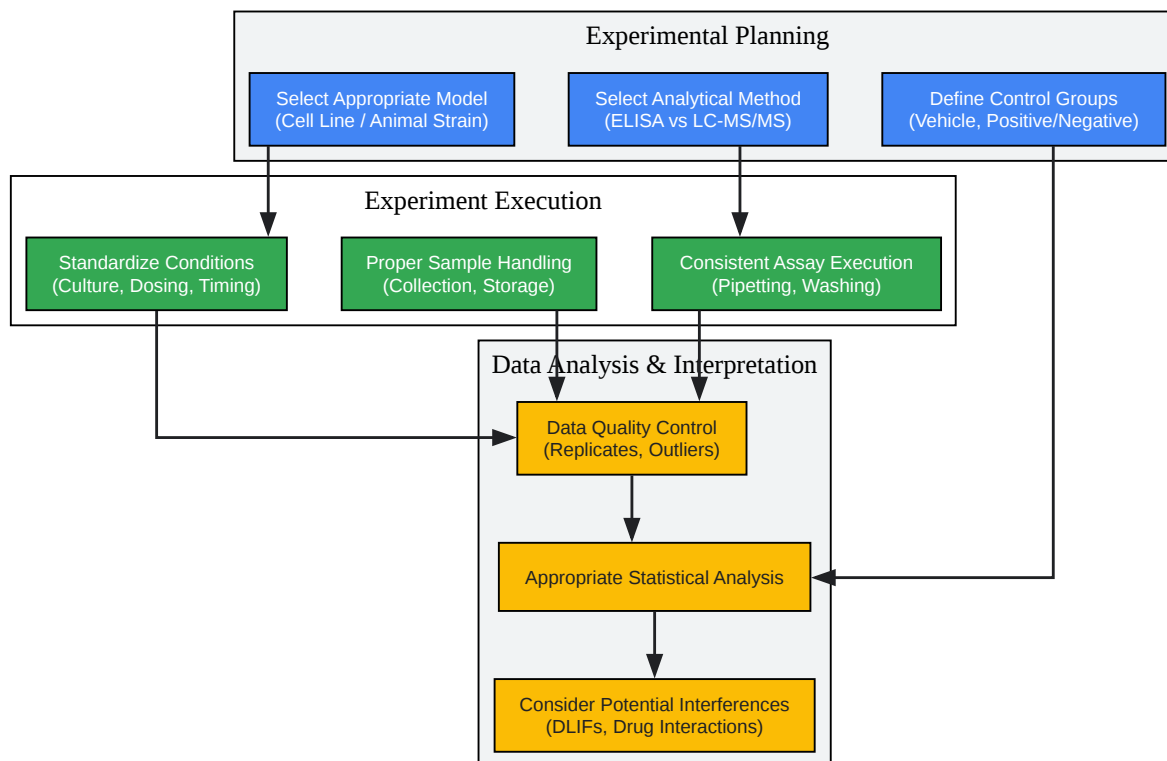 Experimental Planning
Select Appropriate Model
(Cell Line / Animal Strain)
Select Analytical Method
(ELISA vs LC-MS/MS)
Define Control Groups
(Vehicle, Positive/Negative)
Experiment Execution
Standardize Conditions
(Culture, Dosing, Timing)
Proper Sample Handling
(Collection, Storage)
Consistent Assay Execution
(Pipetting, Washing)
Data Analysis & Interpretation
Data Quality Control
(Replicates, Outliers)
Appropriate Statistical Analysis
Consider Potential Interferences
(DLIFs, Drug Interactions)